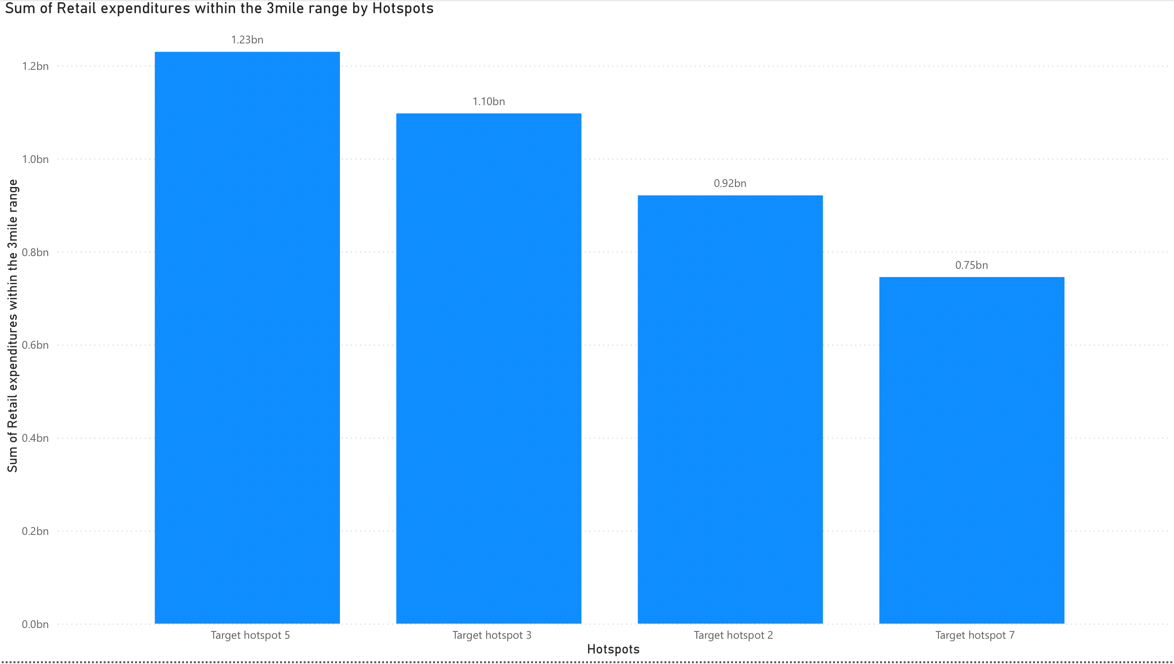 Sum of Retail expenditures within the 3mile range by Hotspots
Sum of Retail expenditures within the 3mile range
1.2bn
1.0bn
0.8bn
0.6bn
0.4bn
0.2bn
0.0bn
1.23bn
1.10bn
0.92bn
0.75bn
Target hotspot 5
Target hotspot 3
Target hotspot 2
Target hotspot 7
Hotspots